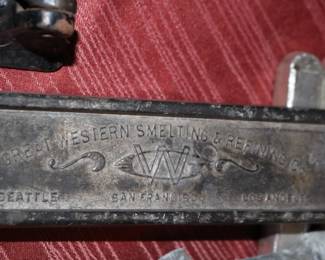 GREAT WESTERN SMELTING & REFINING CO.
W
SEATTLE SAN FRANCISCO LOS ANGELES